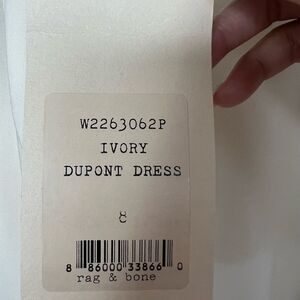 W2263062P
IVORY
DUPONT DRESS
8
8 86000 33866 0
rag & bone